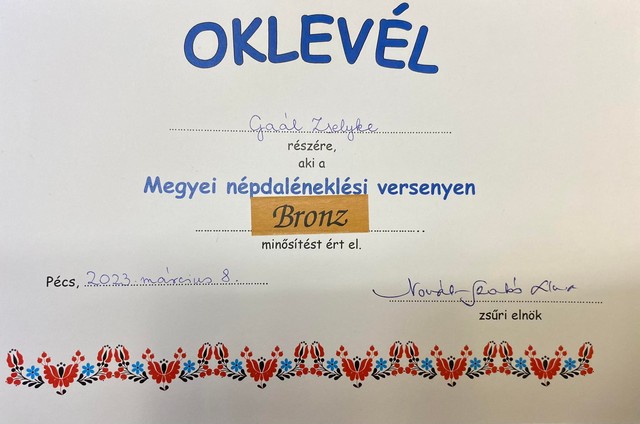 OKLEVÉL
Gaál Zselyke
részére,
aki a
Megyei népdaléneklési versenyen
Bronz
minősítést ért el.
Pécs, 2023. március 8.
zsűri elnök